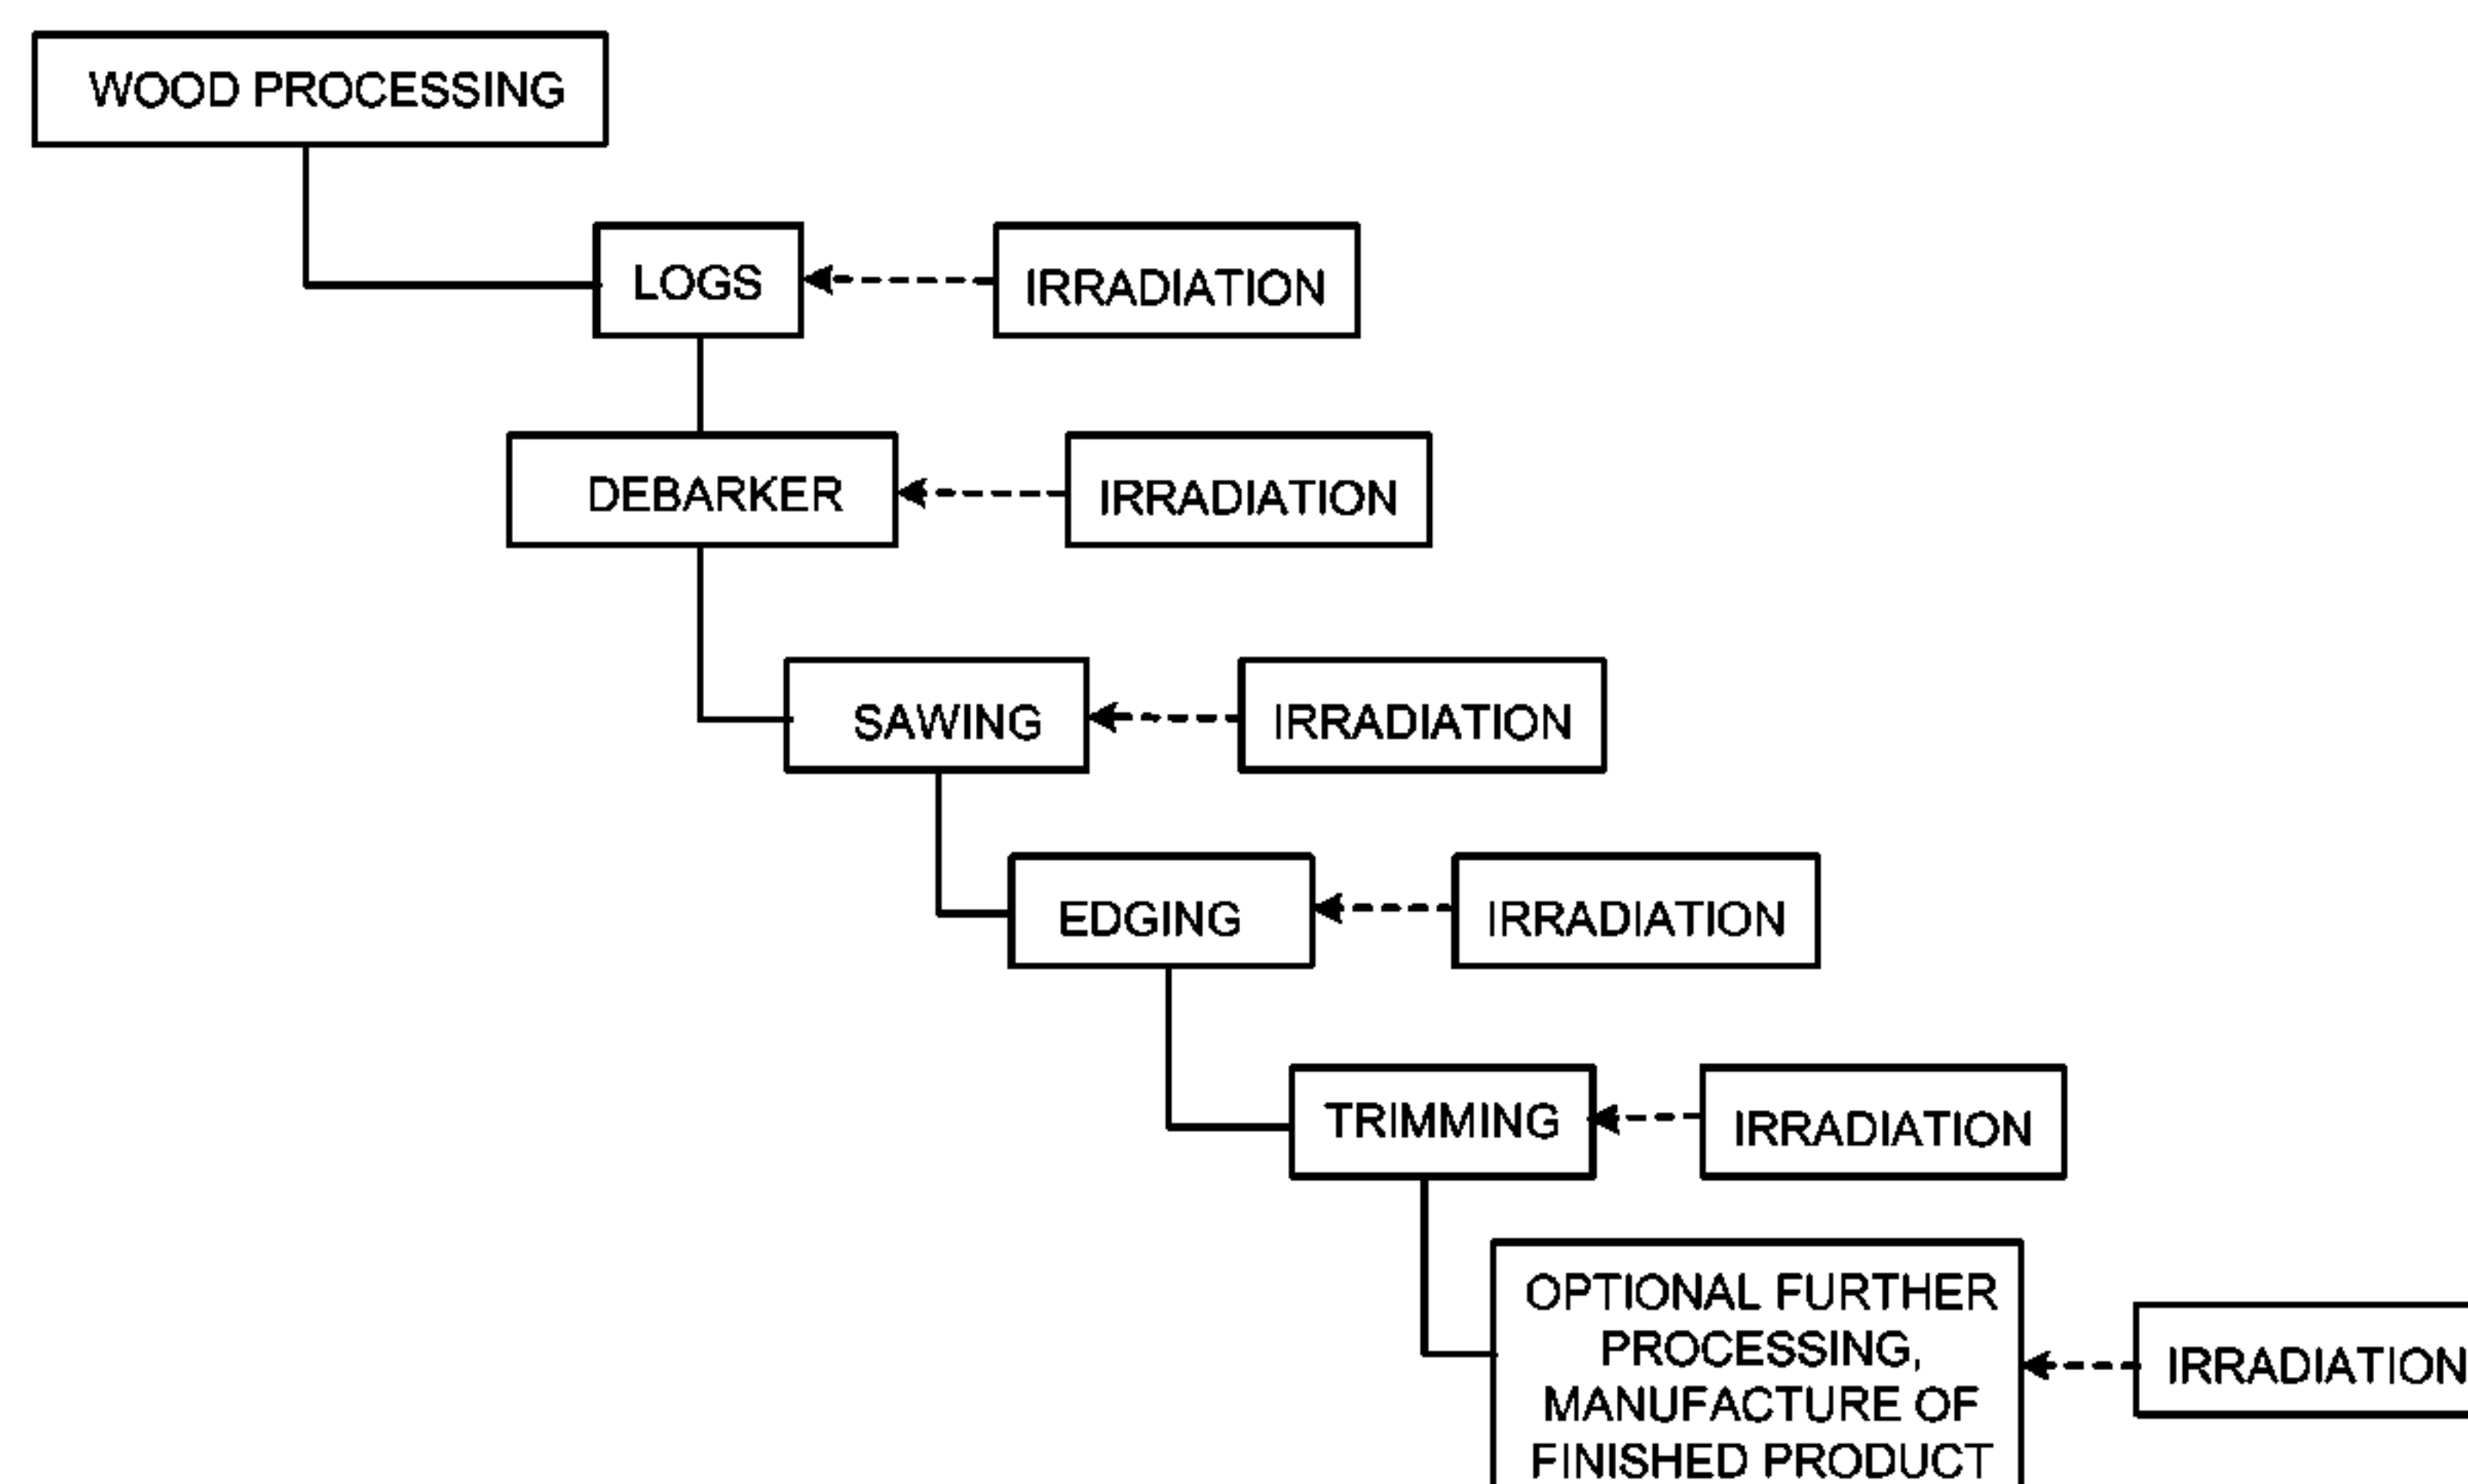 WOOD PROCESSING
LOGS
IRRADIATION
DEBARKER
IRRADIATION
SAWING
IRRADIATION
EDGING
IRRADIATION
TRIMMING
IRRADIATION
OPTIONAL FURTHER
PROCESSING,
MANUFACTURE OF
FINISHED PRODUCT
IRRADIATION